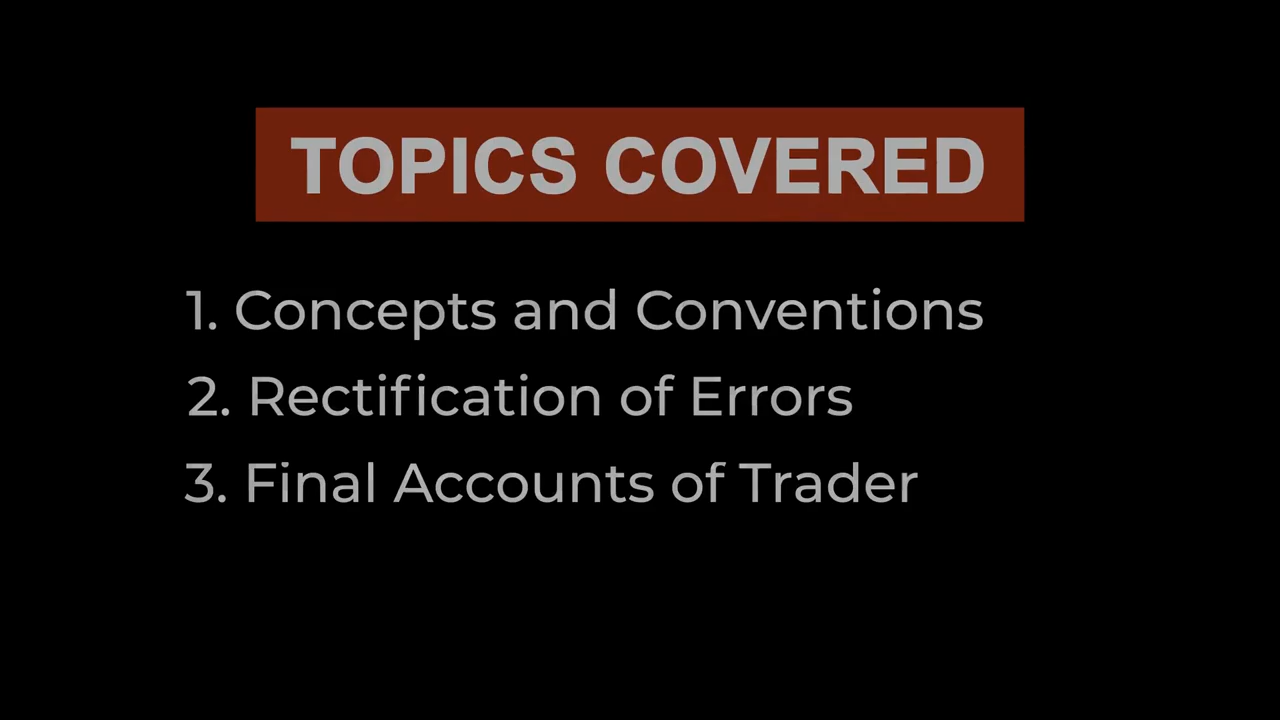 TOPICS COVERED
1. Concepts and Conventions
2. Rectification of Errors
3. Final Accounts of Trader